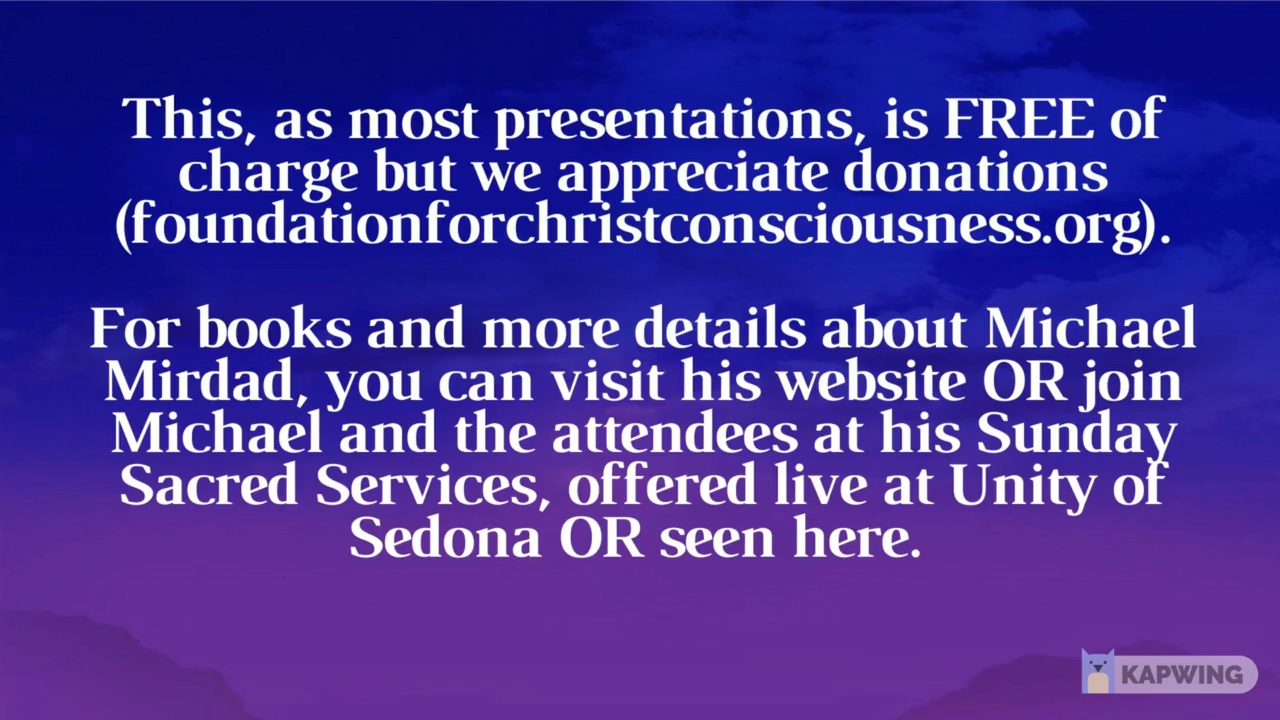 This, as most presentations, is FREE of
charge but we appreciate donations
(foundationforchristconsciousness.org).
For books and more details about Michael
Mirdad, you can visit his website OR join
Michael and the attendees at his Sunday
Sacred Services, offered live at Unity of
Sedona OR seen here.
KAPWING